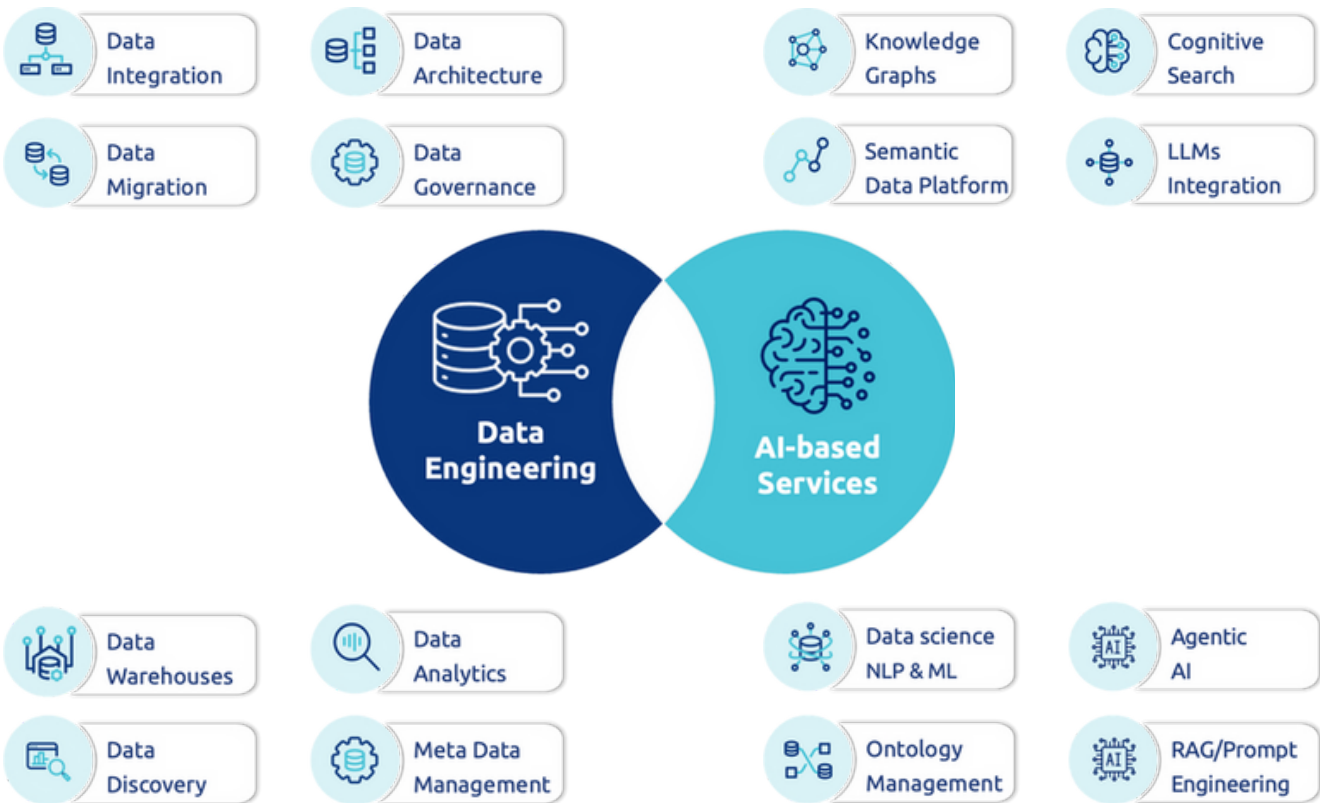 Data
Integration
Data
Architecture
Knowledge
Graphs
Cognitive
Search
Data
Migration
Data
Governance
Semantic
Data Platform
LLMs
Integration
Data
Engineering
AI-based
Services
Data
Warehouses
Data
Analytics
Data science
NLP & ML
Agentic
AI
AI
Data
Discovery
Meta Data
Management
Ontology
Management
RAG/Prompt
Engineering
AI